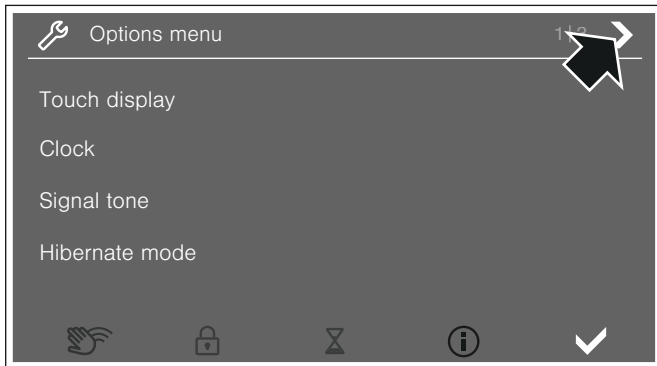 Options menu
Touch display
Clock
Signal tone
Hibernate mode